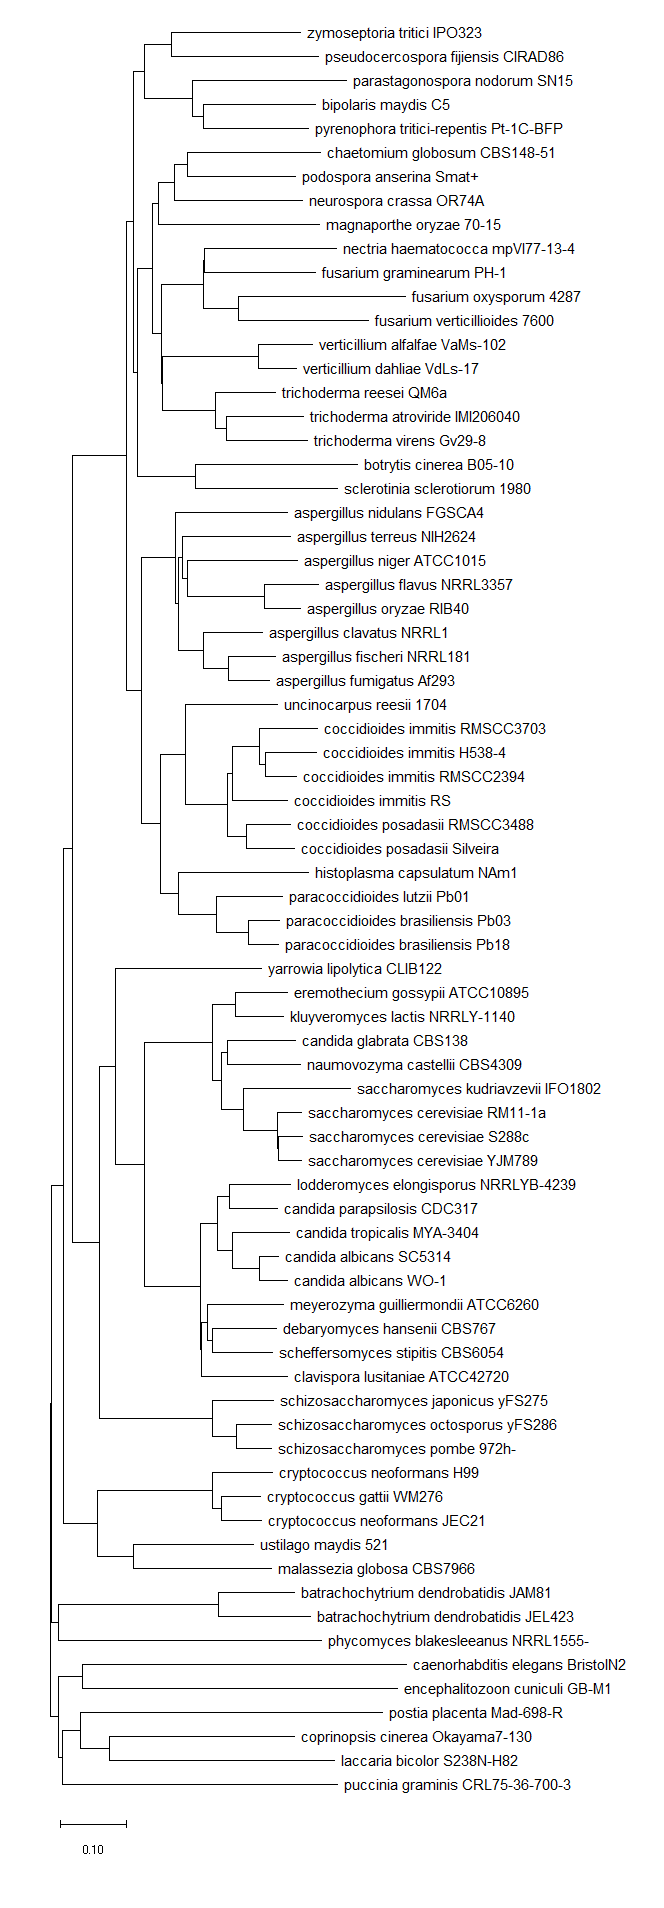 zymoseptoria tritici IPO323
pseudocercospora fijiensis CIRAD86
parastagonospora nodorum SN15
bipolaris maydis C5
pyrenophora tritici-repentis Pt-1C-BFP
chaetomium globosum CBS148-51
podospora anserina Smat+
neurospora crassa OR74A
magnaporthe oryzae 70-15
nectria haematococca mpVI77-13-4
fusarium graminearum PH-1
fusarium oxysporum 4287
fusarium verticillioides 7600
verticillium alfalfae VaMs-102
verticillium dahliae VdLs-17
trichoderma reesei QM6a
trichoderma atroviride IMI206040
trichoderma virens Gv29-8
botrytis cinerea B05-10
sclerotinia sclerotiorum 1980
aspergillus nidulans FGSCA4
aspergillus terreus NIH2624
aspergillus niger ATCC1015
aspergillus flavus NRRL3357
aspergillus oryzae RIB40
aspergillus clavatus NRRL1
aspergillus fischeri NRRL181
aspergillus fumigatus Af293
uncinocarpus reesii 1704
coccidioides immitis RMSCC3703
coccidioides immitis H538-4
coccidioides immitis RMSCC2394
coccidioides immitis RS
coccidioides posadasii RMSCC3488
coccidioides posadasii Silveira
histoplasma capsulatum NAm1
paracoccidioides lutzii Pb01
paracoccidioides brasiliensis Pb03
paracoccidioides brasiliensis Pb18
yarrowia lipolytica CLIB122
eremothecium gossypii ATCC10895
kluyveromyces lactis NRRLY-1140
candida glabrata CBS138
naumovozyma castellii CBS4309
saccharomyces kudriavzevii IFO1802
saccharomyces cerevisiae RM11-1a
saccharomyces cerevisiae S288c
saccharomyces cerevisiae YJM789
lodderomyces elongisporus NRRLYB-4239
candida parapsilosis CDC317
candida tropicalis MYA-3404
candida albicans SC5314
candida albicans WO-1
meyerozyma guilliermondii ATCC6260
debaryomyces hansenii CBS767
scheffersomyces stipitis CBS6054
clavispora lusitaniae ATCC42720
schizosaccharomyces japonicus yFS275
schizosaccharomyces octosporus yFS286
schizosaccharomyces pombe 972h-
cryptococcus neoformans H99
cryptococcus gattii WM276
cryptococcus neoformans JEC21
ustilago maydis 521
malassezia globosa CBS7966
batrachochytrium dendrobatidis JAM81
batrachochytrium dendrobatidis JEL423
phycomyces blakesleeanus NRRL1555-
caenorhabditis elegans BristolN2
encephalitozoon cuniculi GB-M1
postia placenta Mad-698-R
coprinopsis cinerea Okayama7-130
laccaria bicolor S238N-H82
puccinia graminis CRL75-36-700-3
0.10